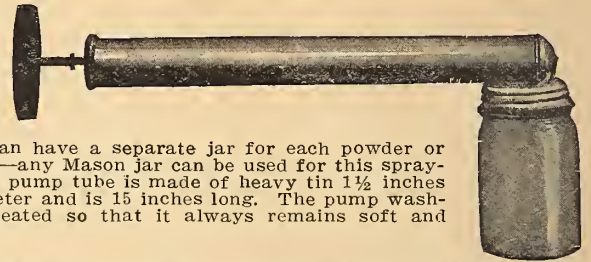 an have a separate jar for each powder or
—any Mason jar can be used for this spray-
pump tube is made of heavy tin 1½ inches
eter and is 15 inches long. The pump wash-
eated so that it always remains soft and